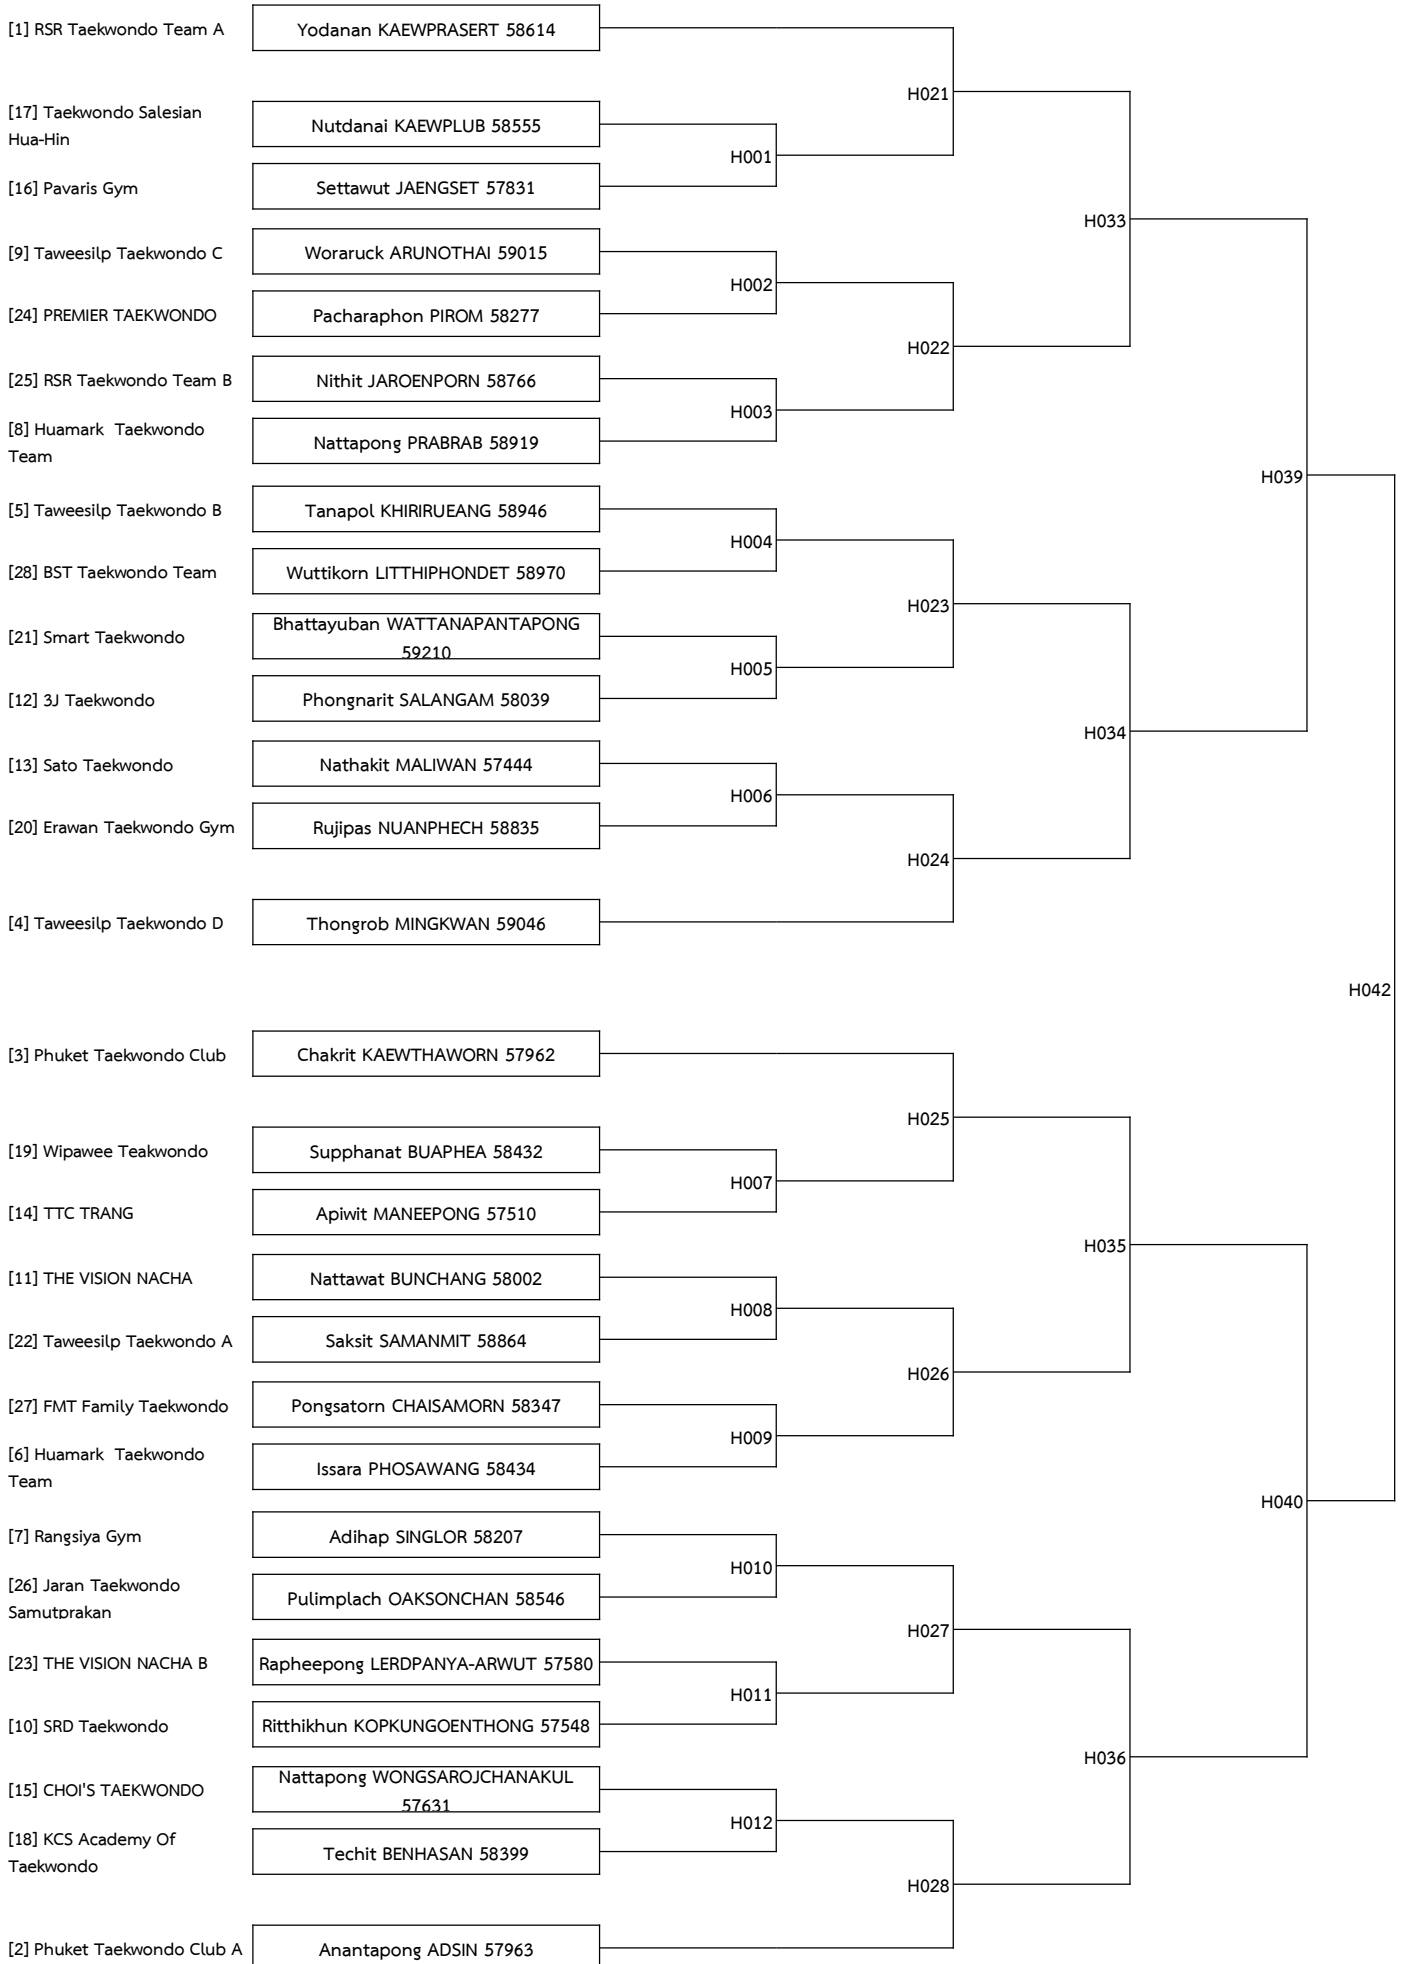 [1] RSR Taekwondo Team A
Yodanan KAEWPRASERT 58614
H021
[17] Taekwondo Salesian
Hua-Hin
Nutdanai KAEWPLUB 58555
H001
[16] Pavaris Gym
Settawut JAENGSET 57831
H033
[9] Taweesilp Taekwondo C
Woraruck ARUNOTHAI 59015
H002
[24] PREMIER TAEKWONDO
Pacharaphon PIROM 58277
H022
[25] RSR Taekwondo Team B
Nithit JAROENPORN 58766
H003
[8] Huamark  Taekwondo
Team
Nattapong PRABRAB 58919
H039
[5] Taweesilp Taekwondo B
Tanapol KHIRIRUEANG 58946
H004
[28] BST Taekwondo Team
Wuttikorn LITTHIPHONDET 58970
H023
[21] Smart Taekwondo
Bhattayuban WATTANAPANTAPONG
59210
H005
[12] 3J Taekwondo
Phongnarit SALANGAM 58039
H034
[13] Sato Taekwondo
Nathakit MALIWAN 57444
H006
[20] Erawan Taekwondo Gym
Rujipas NUANPHECH 58835
H024
[4] Taweesilp Taekwondo D
Thongrob MINGKWAN 59046
H042
[3] Phuket Taekwondo Club
Chakrit KAEWTHAWORN 57962
H025
[19] Wipawee Teakwondo
Supphanat BUAPHEA 58432
H007
[14] TTC TRANG
Apiwit MANEEPONG 57510
H035
[11] THE VISION NACHA
Nattawat BUNCHANG 58002
H008
[22] Taweesilp Taekwondo A
Saksit SAMANMIT 58864
H026
[27] FMT Family Taekwondo
Pongsatorn CHAISAMORN 58347
H009
[6] Huamark  Taekwondo
Team
Issara PHOSAWANG 58434
H040
[7] Rangsiya Gym
Adihap SINGLOR 58207
H010
[26] Jaran Taekwondo
Samutprakan
Pulimplach OAKSONCHAN 58546
H027
[23] THE VISION NACHA B
Rapheepong LERDPANYA-ARWUT 57580
H011
[10] SRD Taekwondo
Ritthikhun KOPKUNGOENTHONG 57548
H036
[15] CHOI'S TAEKWONDO
Nattapong WONGSAROJCHANAKUL
57631
H012
[18] KCS Academy Of
Taekwondo
Techit BENHASAN 58399
H028
[2] Phuket Taekwondo Club A
Anantapong ADSIN 57963